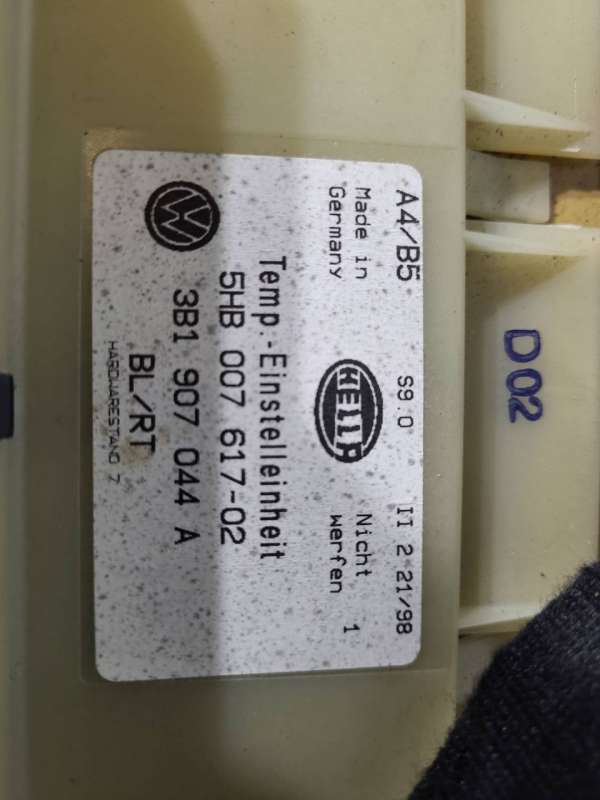 A4/B5 S9.0 II 2 21/98
Made in
Germany
HELLA
Nicht
werfen 1
Temp.-Einstelleinheit
5HB 007 617-02
3B1 907 044 A
BL/RT
HARDWARESTAND 7
D02